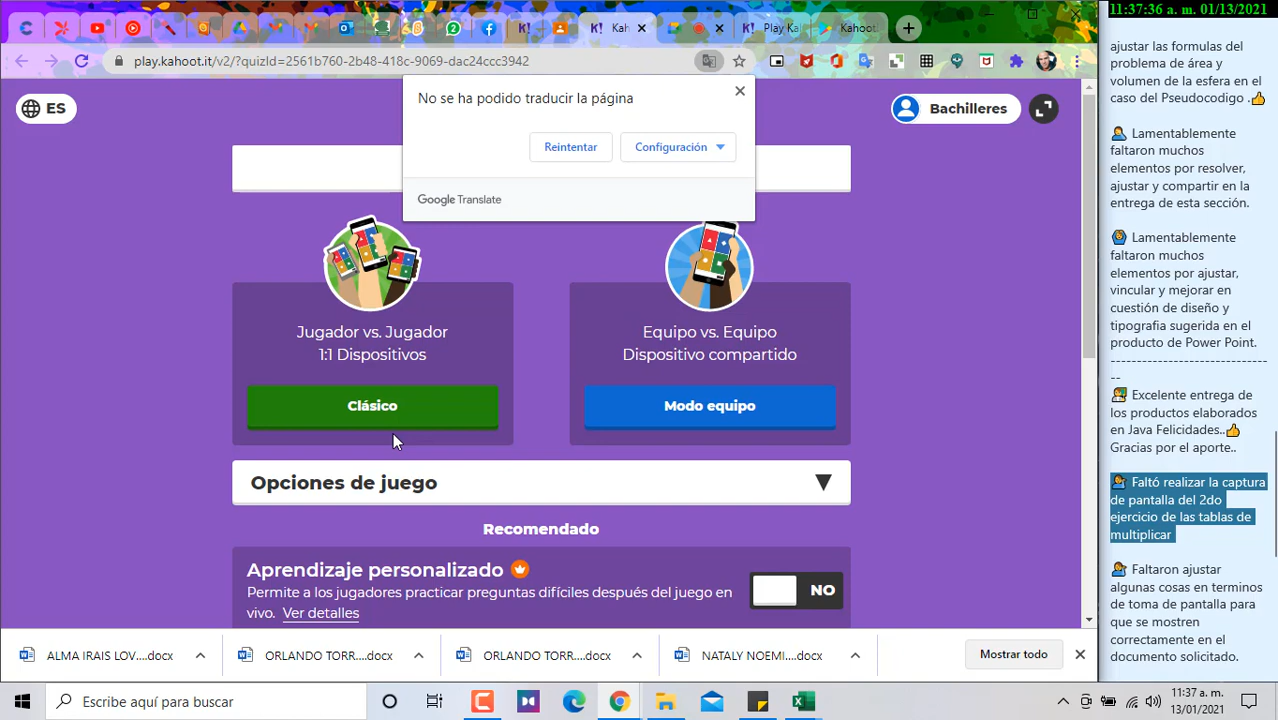 11:37:36 a. m. 01/13/2021
Kah
Play Ka
Kahoot
play.kahoot.it/v2/?quizId=2561b76b-2b4f-418c-9069-dac24ccc3942
No se ha podido traducir la página
Reintentar
Configuración
Google Translate
ES
Bachilleres
Jugador vs. Jugador
1:1 Dispositivos
Clásico
Equipo vs. Equipo
Dispositivo compartido
Modo equipo
Opciones de juego
Recomendado
Aprendizaje personalizado
Permite a los jugadores practicar preguntas difíciles después del juego en
vivo. Ver detalles
NO
ajustar las formulas del
problema de área y
volumen de la esfera en el
caso del Pseudocodigo .👍
Lamentablemente
faltaron muchos
elementos por resolver,
ajustar y compartir en la
entrega de esta sección.
Lamentablemente
faltaron muchos
elementos por ajustar,
vincular y mejorar en
cuestión de diseño y
tipografia sugerida en el
producto de Power Point.
---------------------------------
--
Excelente entrega de
los productos elaborados
en Java Felicidades..👍
Gracias por el aporte..
Faltó realizar la captura
de pantalla del 2do
ejercicio de las tablas de
multiplicar
Faltaron ajustar
algunas cosas en terminos
de toma de pantalla para
que se mostren
correctamente en el
documento solicitado.
ALMA IRAIS LOV....docx
ORLANDO TORR....docx
ORLANDO TORR....docx
NATALY NOEMI....docx
Mostrar todo
Escribe aquí para buscar
11:37 a. m.
13/01/2021